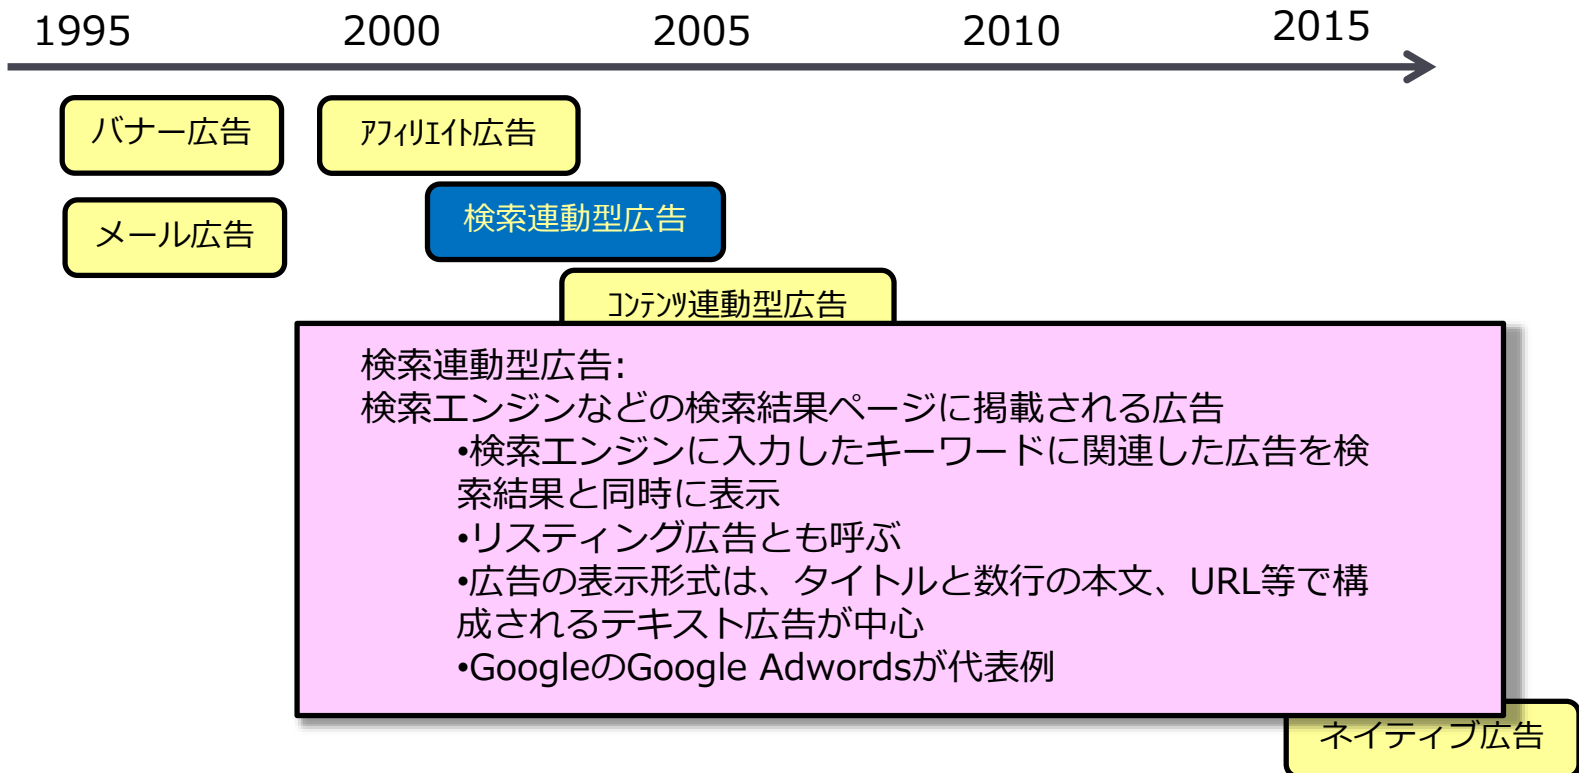 1995 2000 2005 2010 2015
バナー広告 ｱﾌｨﾘｴｲﾄ広告
検索連動型広告
メール広告
ｺﾝﾃﾝﾂ連動型広告
検索連動型広告:
検索エンジンなどの検索結果ページに掲載される広告
•検索エンジンに入力したキーワードに関連した広告を検
索結果と同時に表示
•リスティング広告とも呼ぶ
•広告の表示形式は、タイトルと数行の本文、URL等で構
成されるテキスト広告が中心
•GoogleのGoogle Adwordsが代表例
ネイティブ広告